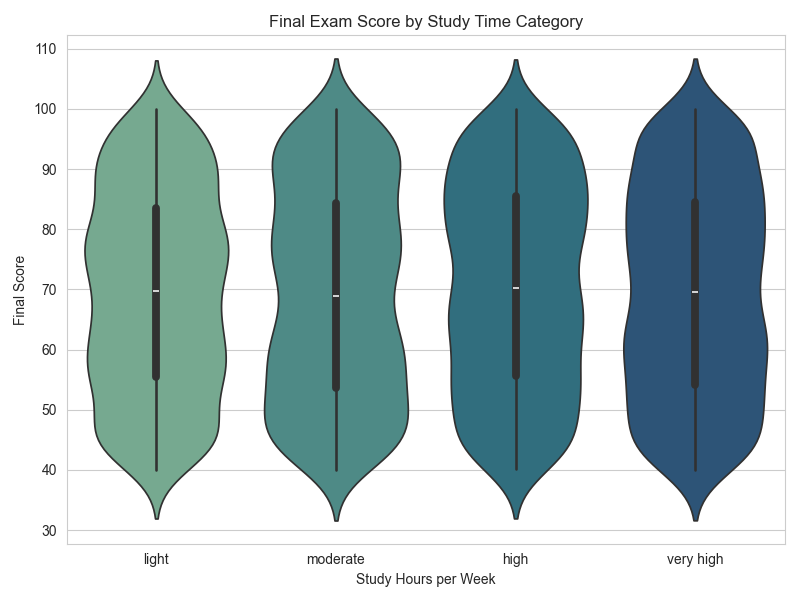 Final Exam Score by Study Time Category
Final Score
110
100
90
80
70
60
50
40
30
light moderate high very high
Study Hours per Week